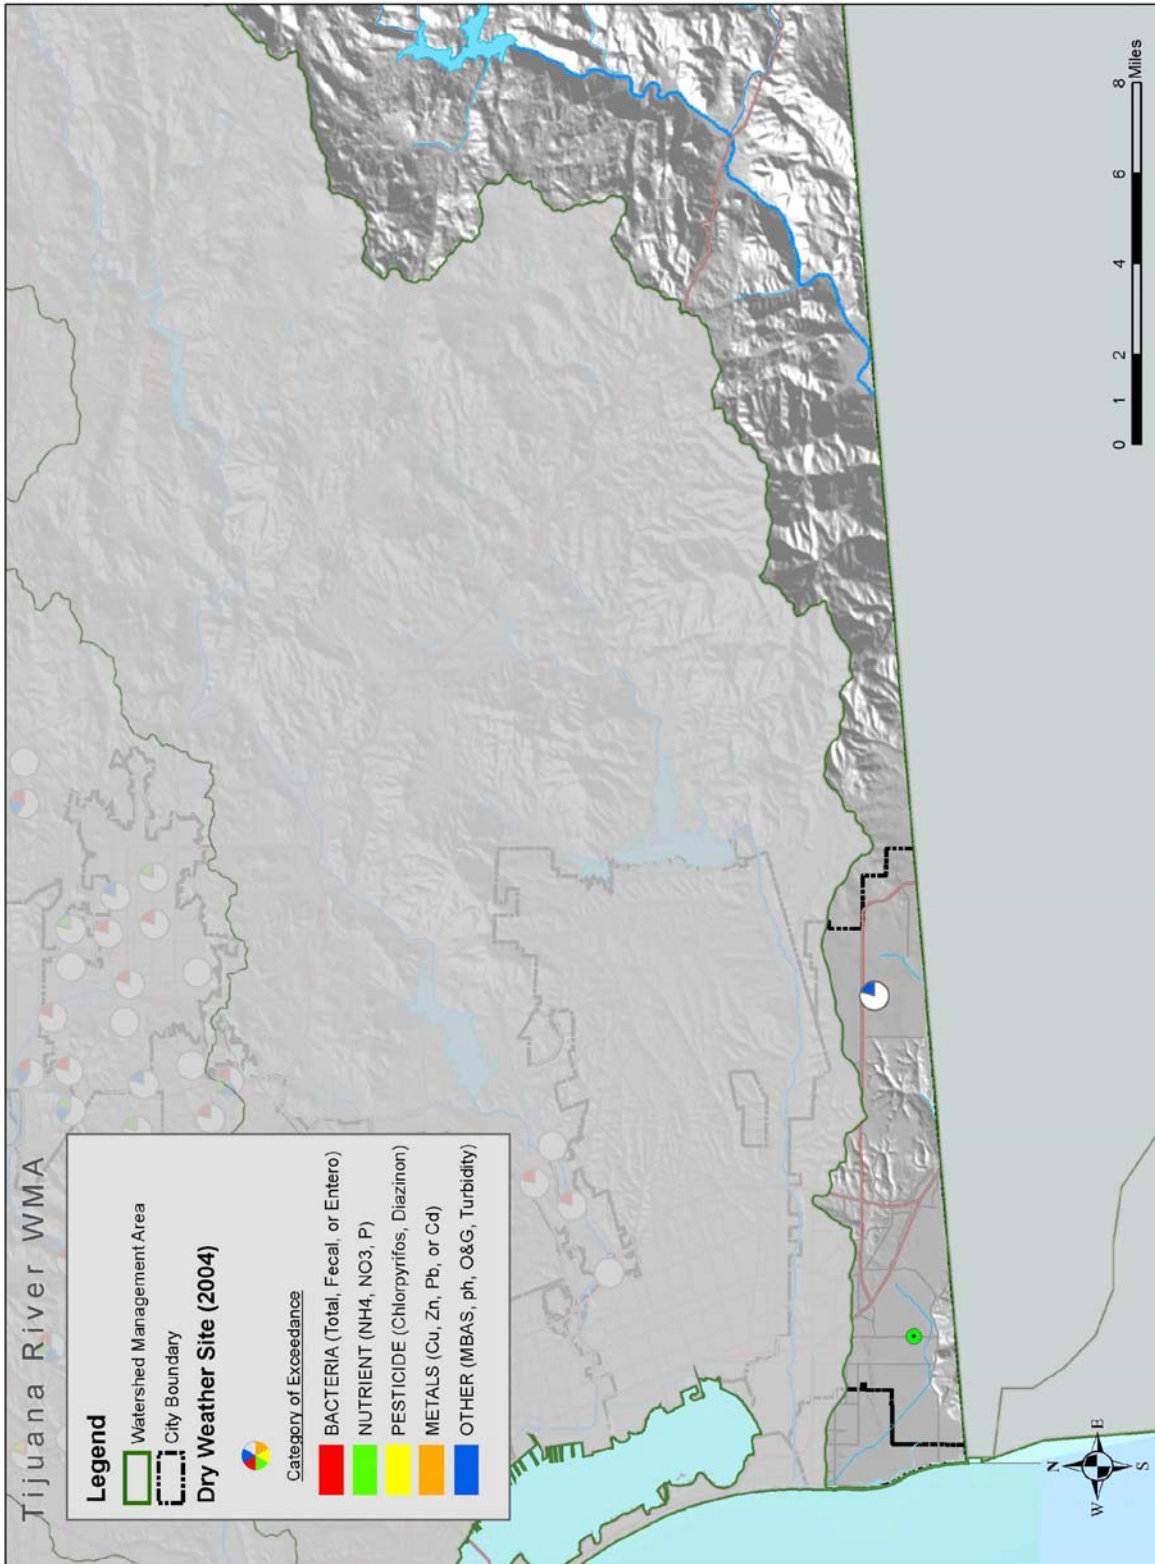 Tijuana River WMA
Legend
Watershed Management Area
City Boundary
Dry Weather Site (2004)
Category of Exceedance
BACTERIA (Total, Fecal, or Entero)
NUTRIENT (NH4, NO3, P)
PESTICIDE (Chlorpyrifos, Diazinon)
METALS (Cu, Zn, Pb, or Cd)
OTHER (MBAS, ph, O&G, Turbidity)
N
W E
S
0 1 2 4 6 8
Miles